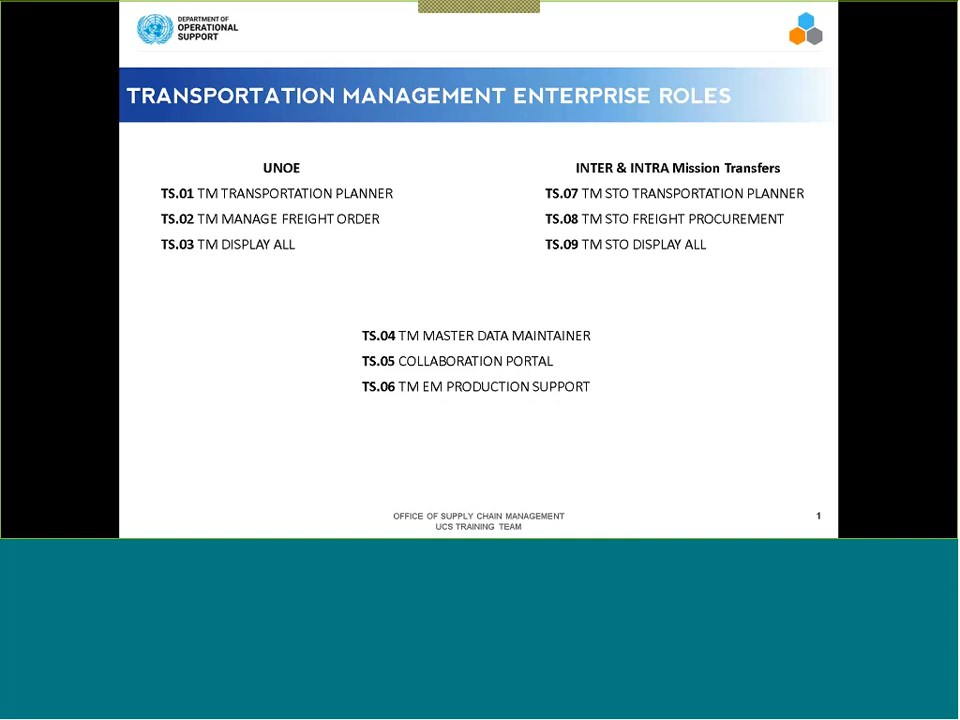 DEPARTMENT OF
OPERATIONAL
SUPPORT
TRANSPORTATION MANAGEMENT ENTERPRISE ROLES
UNOE
TS.01 TM TRANSPORTATION PLANNER
TS.02 TM MANAGE FREIGHT ORDER
TS.03 TM DISPLAY ALL
INTER & INTRA Mission Transfers
TS.07 TM STO TRANSPORTATION PLANNER
TS.08 TM STO FREIGHT PROCUREMENT
TS.09 TM STO DISPLAY ALL
TS.04 TM MASTER DATA MAINTAINER
TS.05 COLLABORATION PORTAL
TS.06 TM EM PRODUCTION SUPPORT
OFFICE OF SUPPLY CHAIN MANAGEMENT
UCS TRAINING TEAM
1